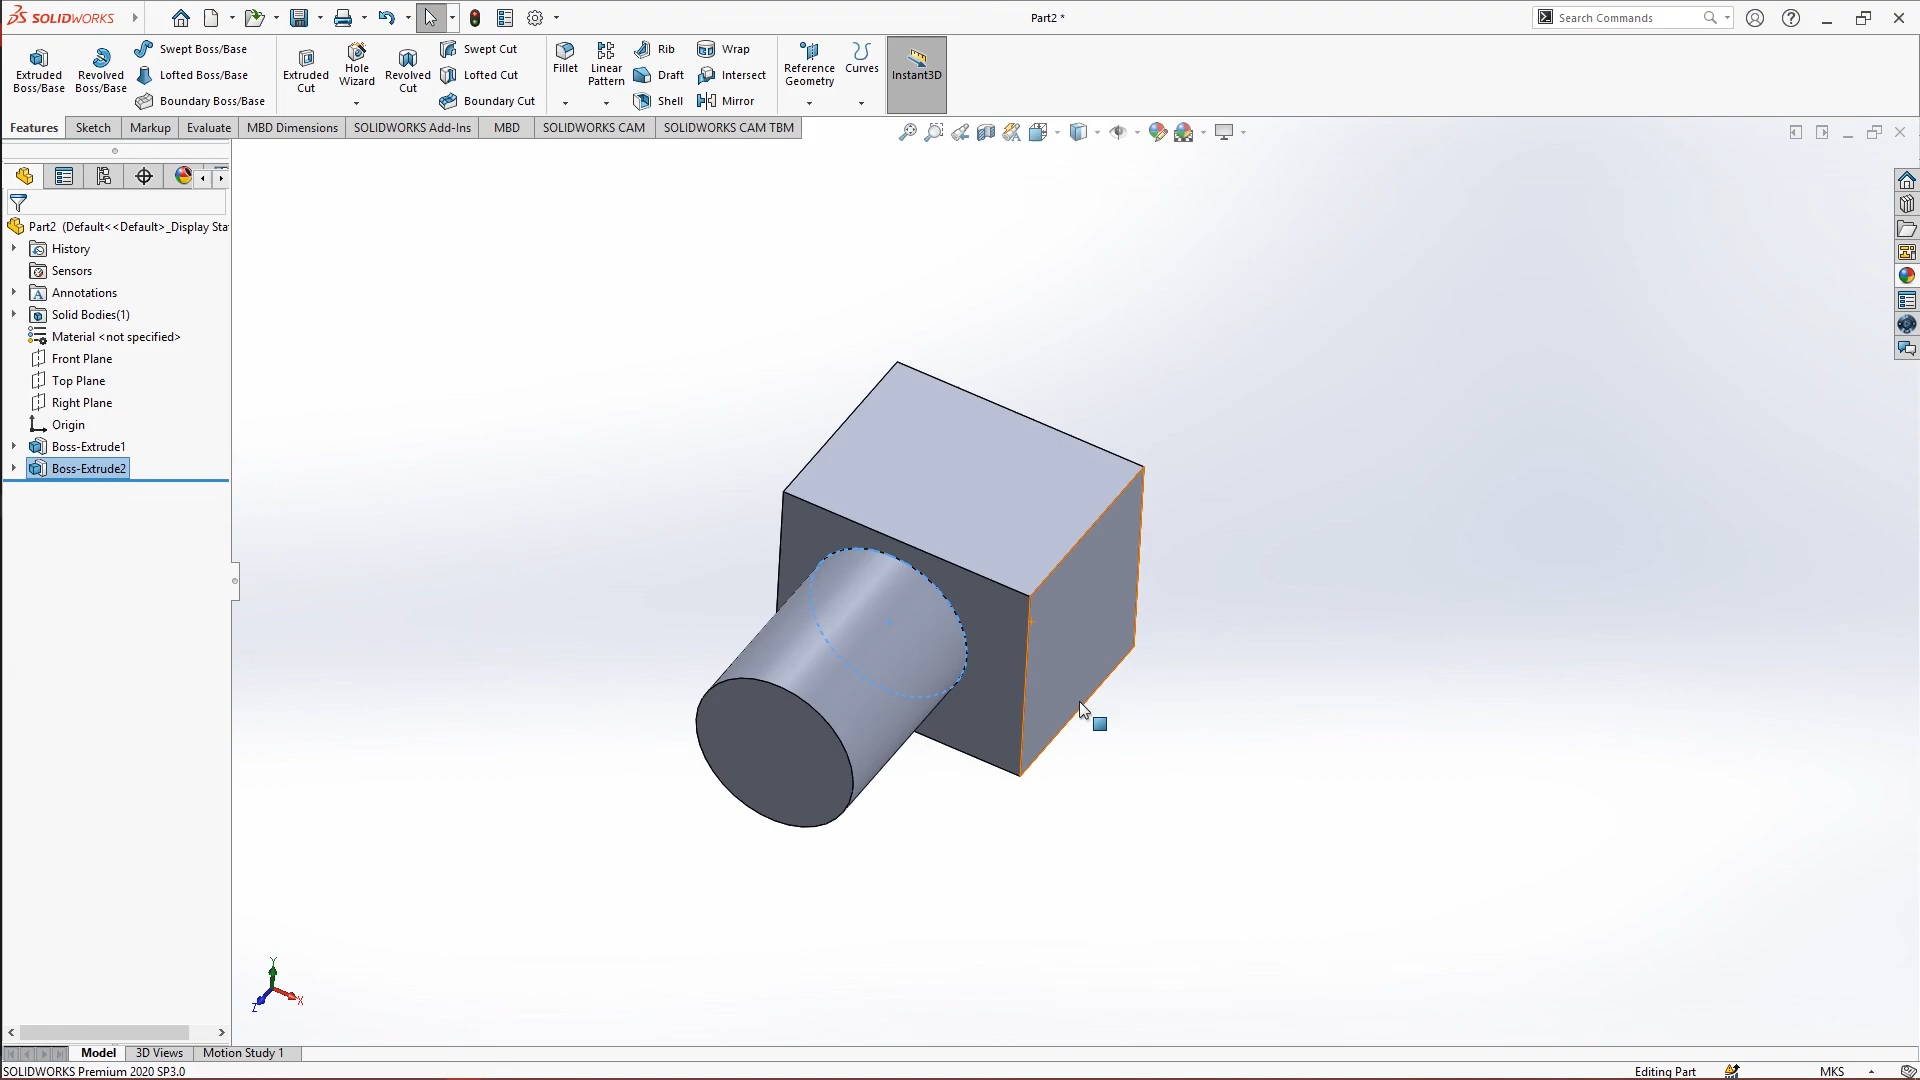 SOLIDWORKS
Part2 *
Search Commands
Extruded Boss/Base
Revolved Boss/Base
Swept Boss/Base
Lofted Boss/Base
Boundary Boss/Base
Extruded Cut
Hole Wizard
Revolved Cut
Swept Cut
Lofted Cut
Boundary Cut
Fillet
Linear Pattern
Rib
Draft
Shell
Wrap
Intersect
Mirror
Reference Geometry
Curves
Instant3D
Features
Sketch
Markup
Evaluate
MBD Dimensions
SOLIDWORKS Add-Ins
MBD
SOLIDWORKS CAM
SOLIDWORKS CAM TBM
Part2 (Default<<Default>_Display Sta
History
Sensors
Annotations
Solid Bodies(1)
Material <not specified>
Front Plane
Top Plane
Right Plane
Origin
Boss-Extrude1
Boss-Extrude2
Y
Z
X
Model
3D Views
Motion Study 1
SOLIDWORKS Premium 2020 SP3.0
Editing Part
MKS